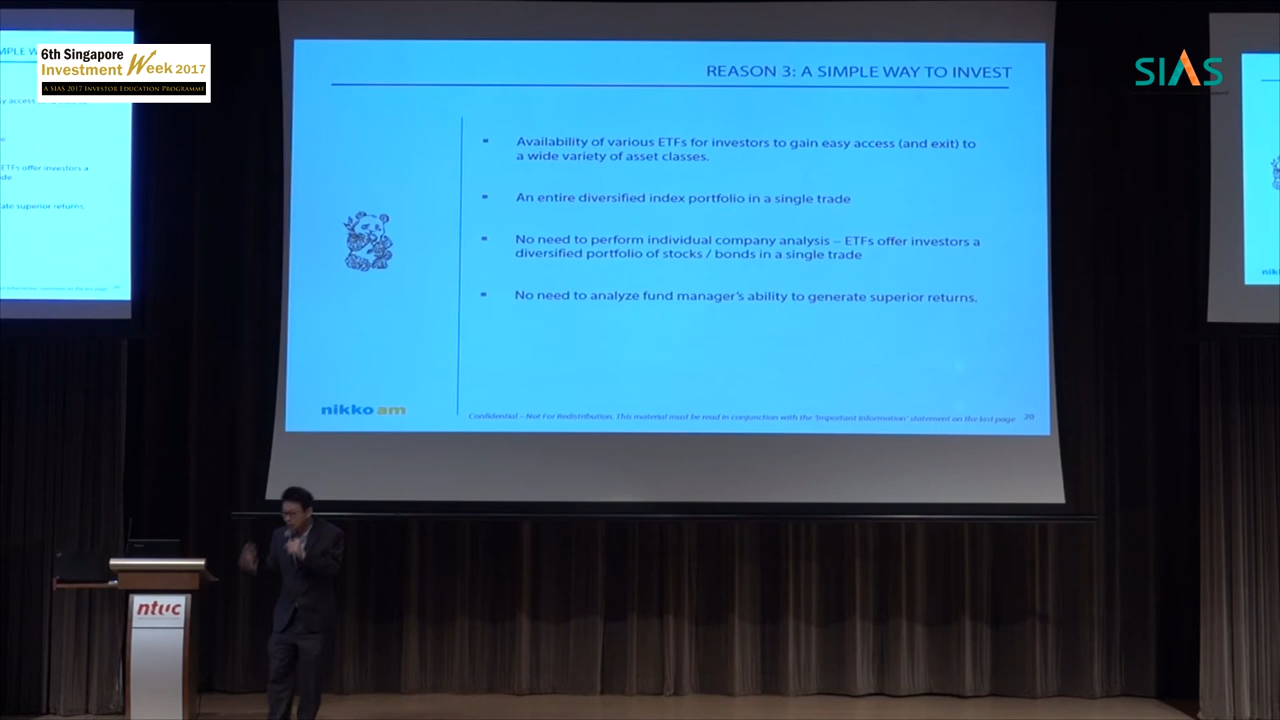 6th Singapore
Investment Week 2017
A SIAS 2017 INVESTOR EDUCATION PROGRAMME
SIAS
REASON 3: A SIMPLE WAY TO INVEST
Availability of various ETFs for investors to gain easy access (and exit) to
a wide variety of asset classes.
An entire diversified index portfolio in a single trade
No need to perform individual company analysis – ETFs offer investors a
diversified portfolio of stocks / bonds in a single trade
No need to analyze fund manager's ability to generate superior returns.
nikko am
Confidential – Not For Redistribution. This material must be read in conjunction with the 'Important Information' statement on the last page 20
ETFs offer investors a
superior returns.
ntuc